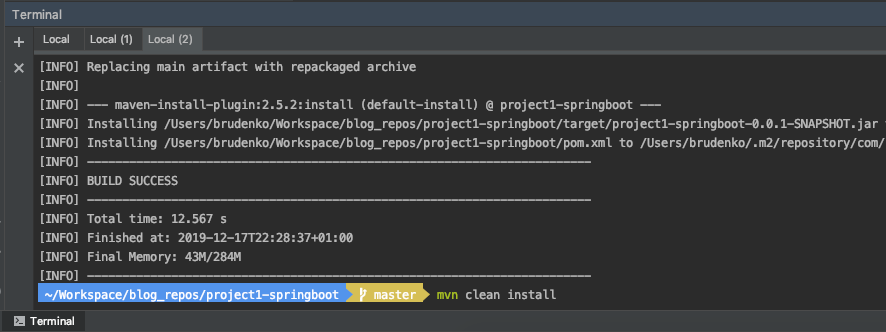 Terminal
Local Local (1) Local (2)
[INFO] Replacing main artifact with repackaged archive
[INFO]
[INFO] --- maven-install-plugin:2.5.2:install (default-install) @ project1-springboot ---
[INFO] Installing /Users/brudenko/Workspace/blog_repos/project1-springboot/target/project1-springboot-0.0.1-SNAPSHOT.jar
[INFO] Installing /Users/brudenko/Workspace/blog_repos/project1-springboot/pom.xml to /Users/brudenko/.m2/repository/com/
[INFO] ------------------------------------------------------------------------
[INFO] BUILD SUCCESS
[INFO] ------------------------------------------------------------------------
[INFO] Total time: 12.567 s
[INFO] Finished at: 2019-12-17T22:28:37+01:00
[INFO] Final Memory: 43M/284M
[INFO] ------------------------------------------------------------------------
~/Workspace/blog_repos/project1-springboot master mvn clean install
Terminal